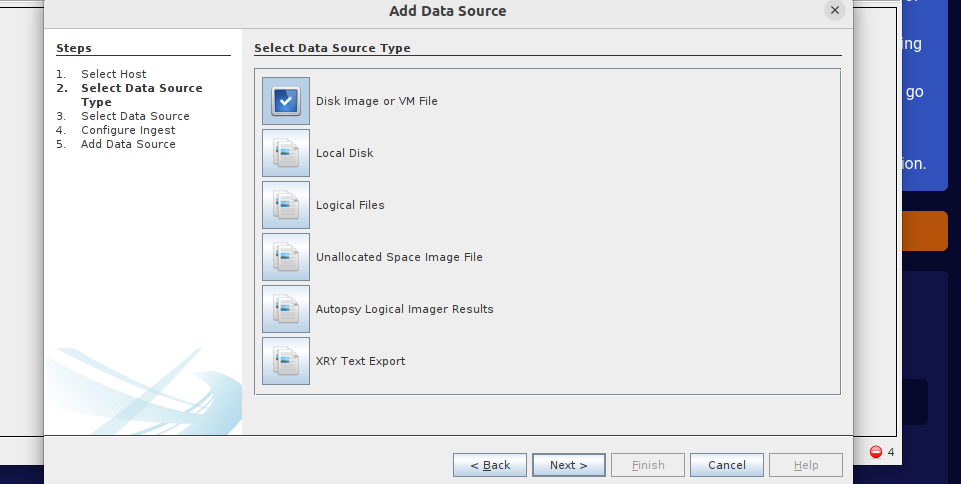 Add Data Source
Steps
1. Select Host
2. Select Data Source
Type
3. Select Data Source
4. Configure Ingest
5. Add Data Source
Select Data Source Type
Disk Image or VM File
Local Disk
Logical Files
Unallocated Space Image File
Autopsy Logical Imager Results
XRY Text Export
< Back
Next >
Finish
Cancel
Help
ing
go
ion.
4